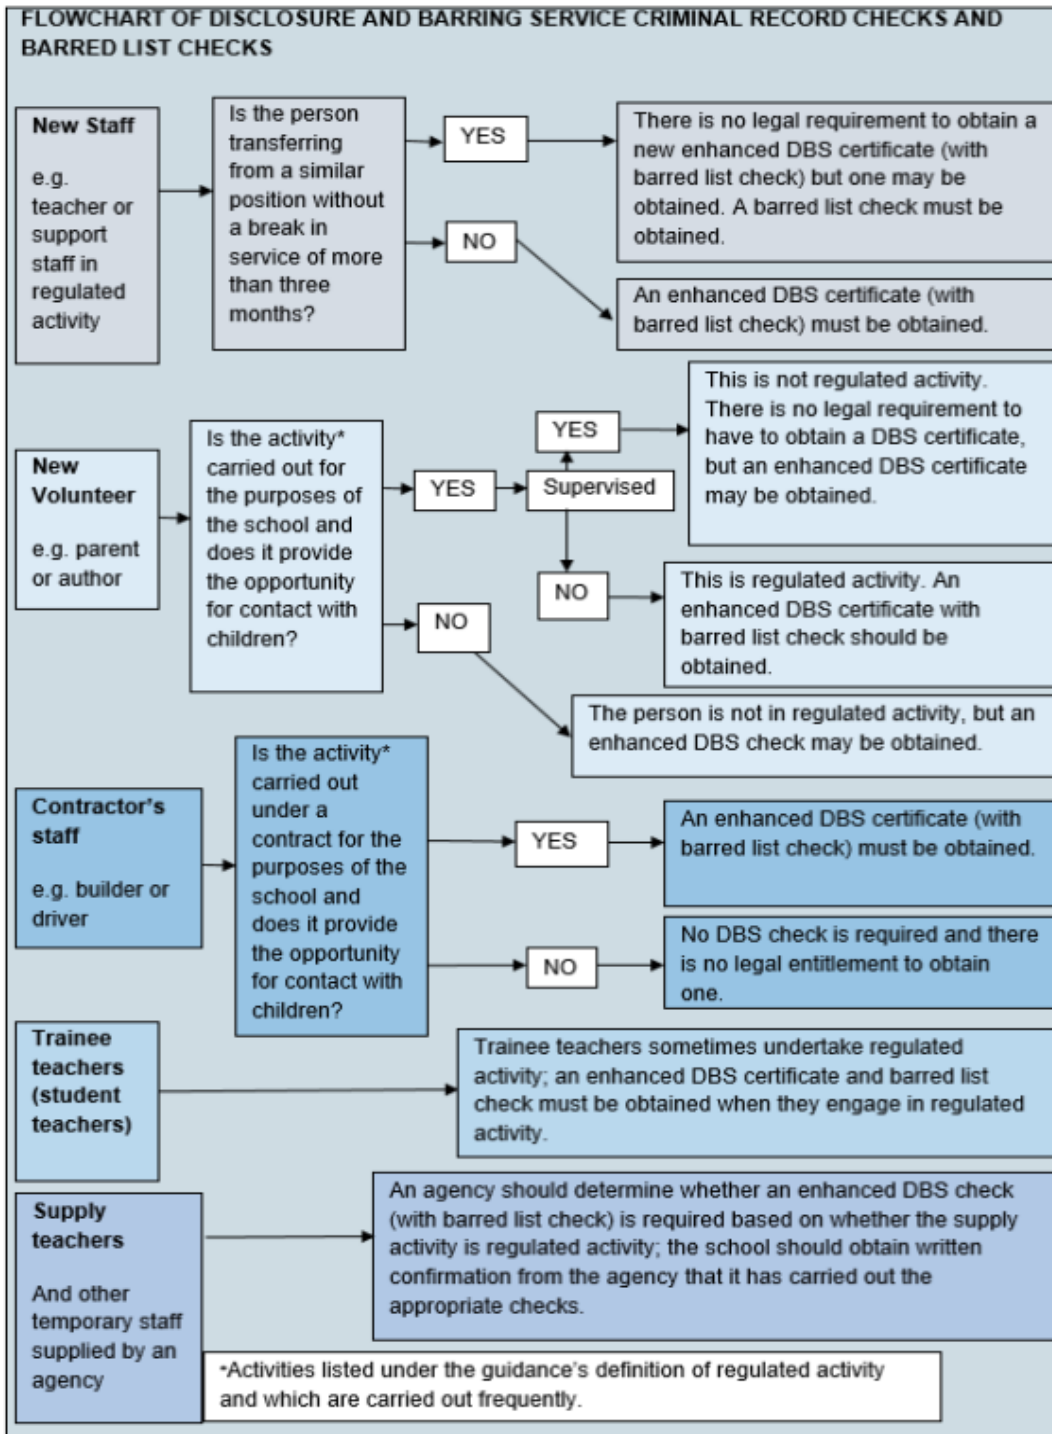 FLOWCHART OF DISCLOSURE AND BARRING SERVICE CRIMINAL RECORD CHECKS AND
BARRED LIST CHECKS
New Staff
e.g.
teacher or
support
staff in
regulated
activity
Is the person
transferring
from a similar
position without
a break in
service of more
than three
months?
YES
There is no legal requirement to obtain a
new enhanced DBS certificate (with
barred list check) but one may be
obtained. A barred list check must be
obtained.
NO
An enhanced DBS certificate (with
barred list check) must be obtained.
New
Volunteer
e.g. parent
or author
Is the activity*
carried out for
the purposes of
the school and
does it provide
the opportunity
for contact with
children?
YES
Supervised
YES
This is not regulated activity.
There is no legal requirement to
have to obtain a DBS certificate,
but an enhanced DBS certificate
may be obtained.
NO
This is regulated activity. An
enhanced DBS certificate with
barred list check should be
obtained.
NO
The person is not in regulated activity, but an
enhanced DBS check may be obtained.
Contractor's
staff
e.g. builder or
driver
Is the activity*
carried out
under a
contract for the
purposes of the
school and
does it provide
the opportunity
for contact with
children?
YES
An enhanced DBS certificate (with
barred list check) must be obtained.
NO
No DBS check is required and there
is no legal entitlement to obtain
one.
Trainee
teachers
(student
teachers)
Trainee teachers sometimes undertake regulated
activity; an enhanced DBS certificate and barred list
check must be obtained when they engage in regulated
activity.
Supply
teachers
And other
temporary staff
supplied by an
agency
An agency should determine whether an enhanced DBS check
(with barred list check) is required based on whether the supply
activity is regulated activity; the school should obtain written
confirmation from the agency that it has carried out the
appropriate checks.
*Activities listed under the guidance's definition of regulated activity
and which are carried out frequently.